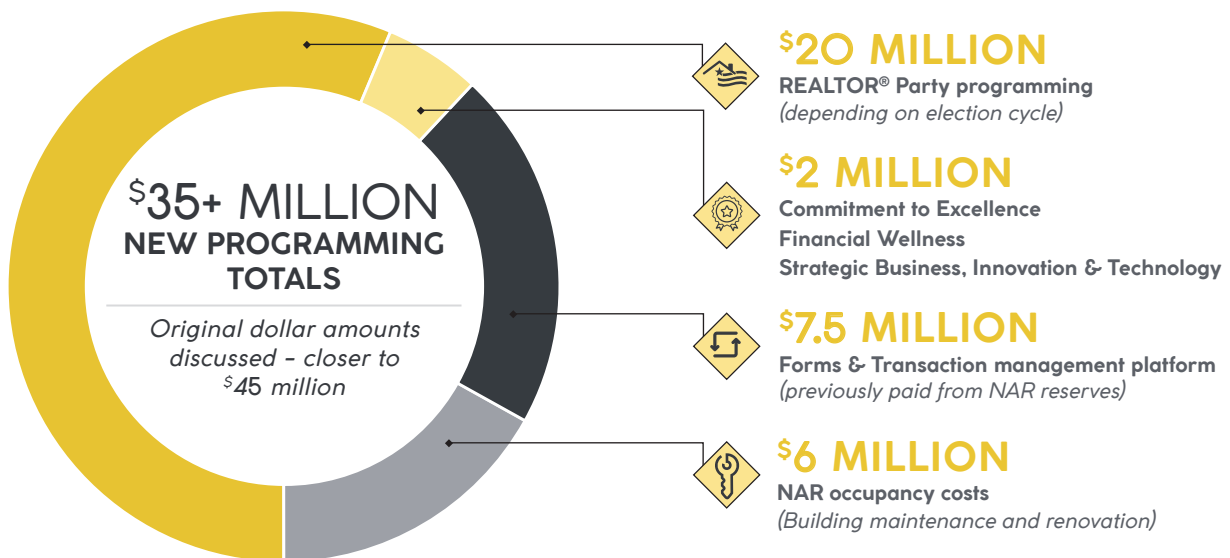 $35+ MILLION
NEW PROGRAMMING
TOTALS
Original dollar amounts
discussed - closer to
$45 million
$20 MILLION
REALTOR® Party programming
(depending on election cycle)
$2 MILLION
Commitment to Excellence
Financial Wellness
Strategic Business, Innovation & Technology
$7.5 MILLION
Forms & Transaction management platform
(previously paid from NAR reserves)
$6 MILLION
NAR occupancy costs
(Building maintenance and renovation)